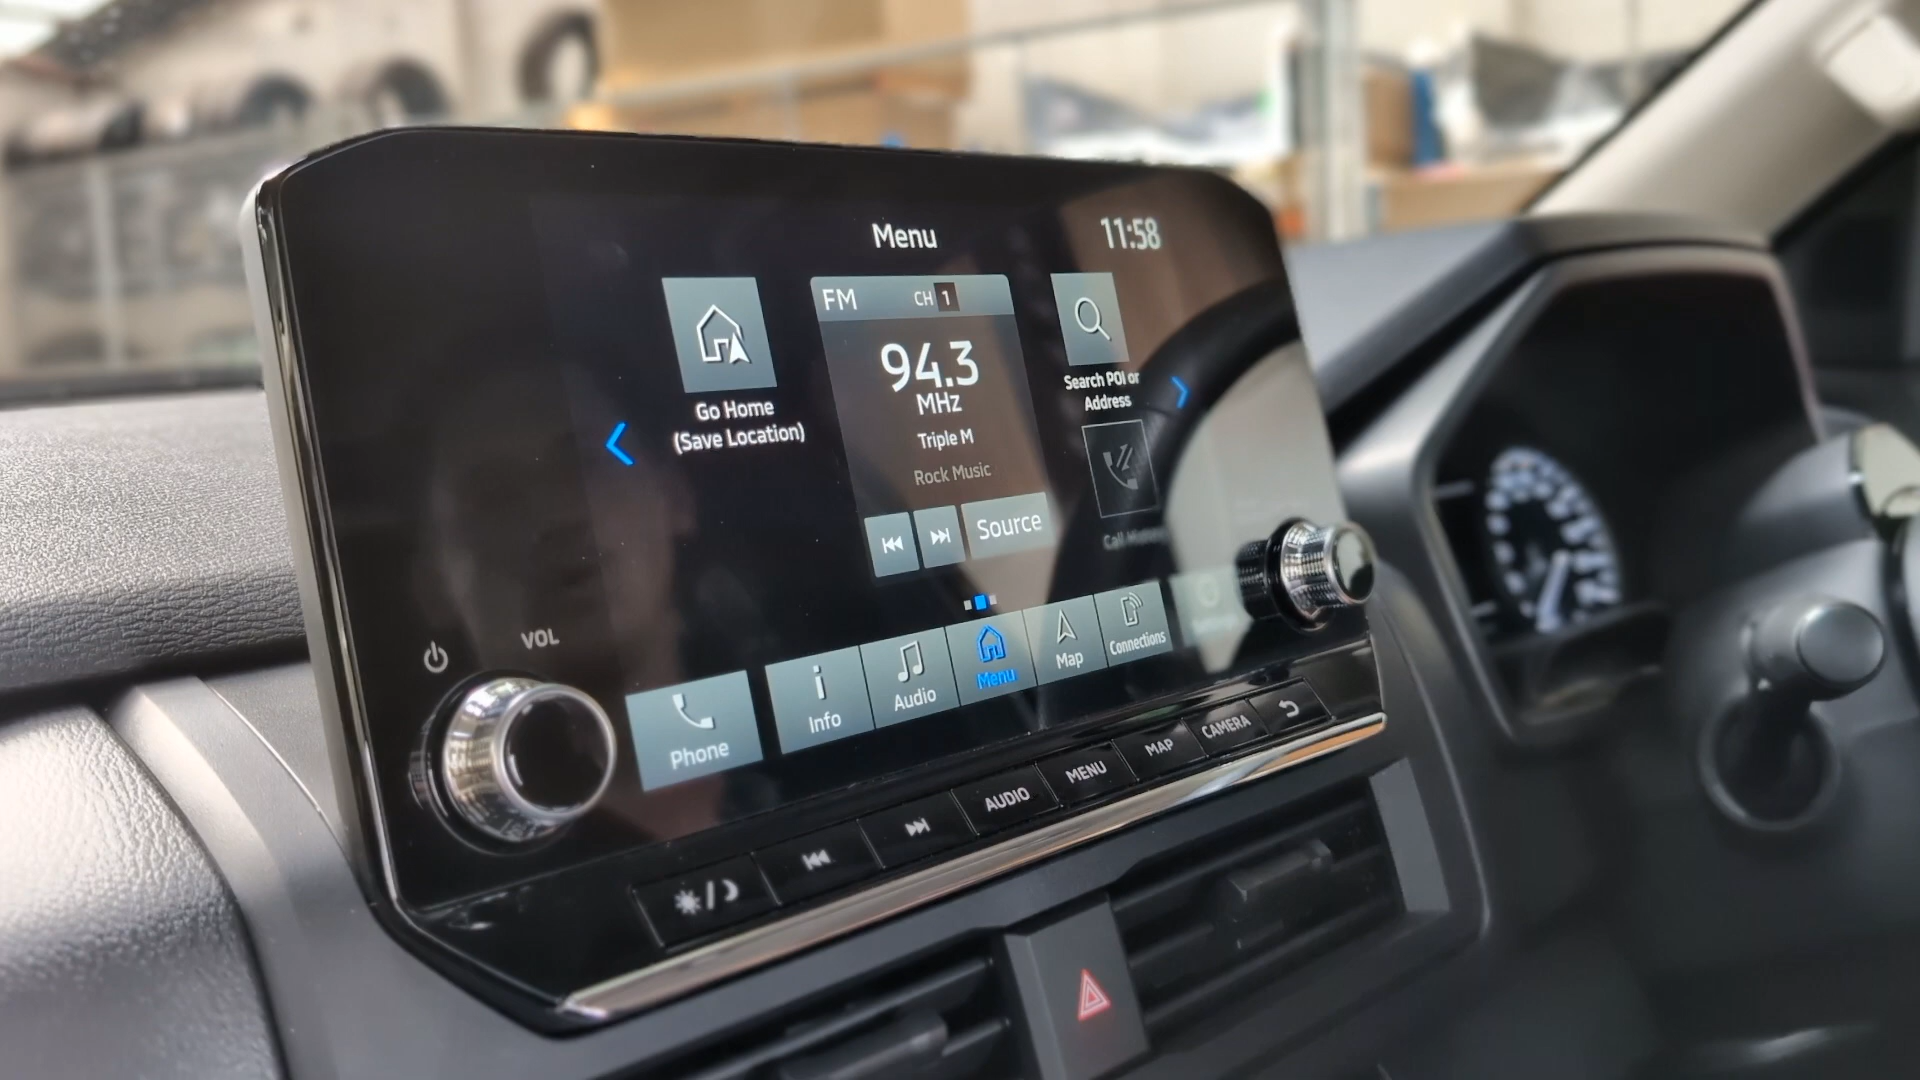 Menu
11:58
FM
CH 1
94.3
MHz
Triple M
Rock Music
Source
Go Home
(Save Location)
Search POI or
Address
VOL
Phone
Info
Audio
Menu
Map
Connections
AUDIO
MENU
MAP
CAMERA